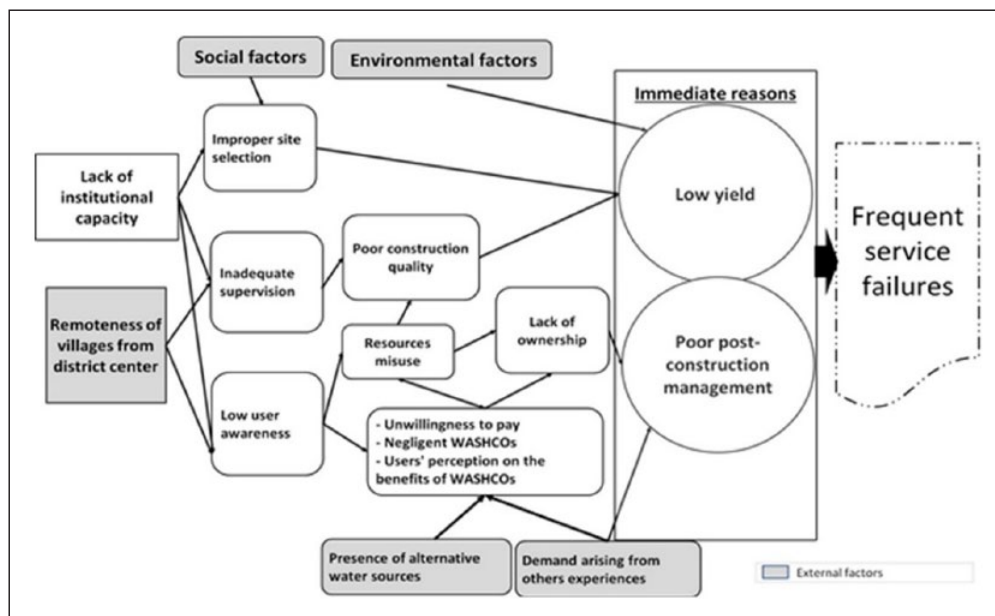 Social factors
Environmental factors
Immediate reasons
Improper site
selection
Lack of
institutional
capacity
Low yield
Frequent
service
failures
Poor construction
quality
Inadequate
supervision
Remoteness of
villages from
district center
Resources
misuse
Lack of
ownership
Poor post-
construction
management
Low user
awareness
- Unwillingness to pay
- Negligent WASHCOs
- Users' perception on the
benefits of WASHCOs
Presence of alternative
water sources
Demand arising from
others experiences
External factors